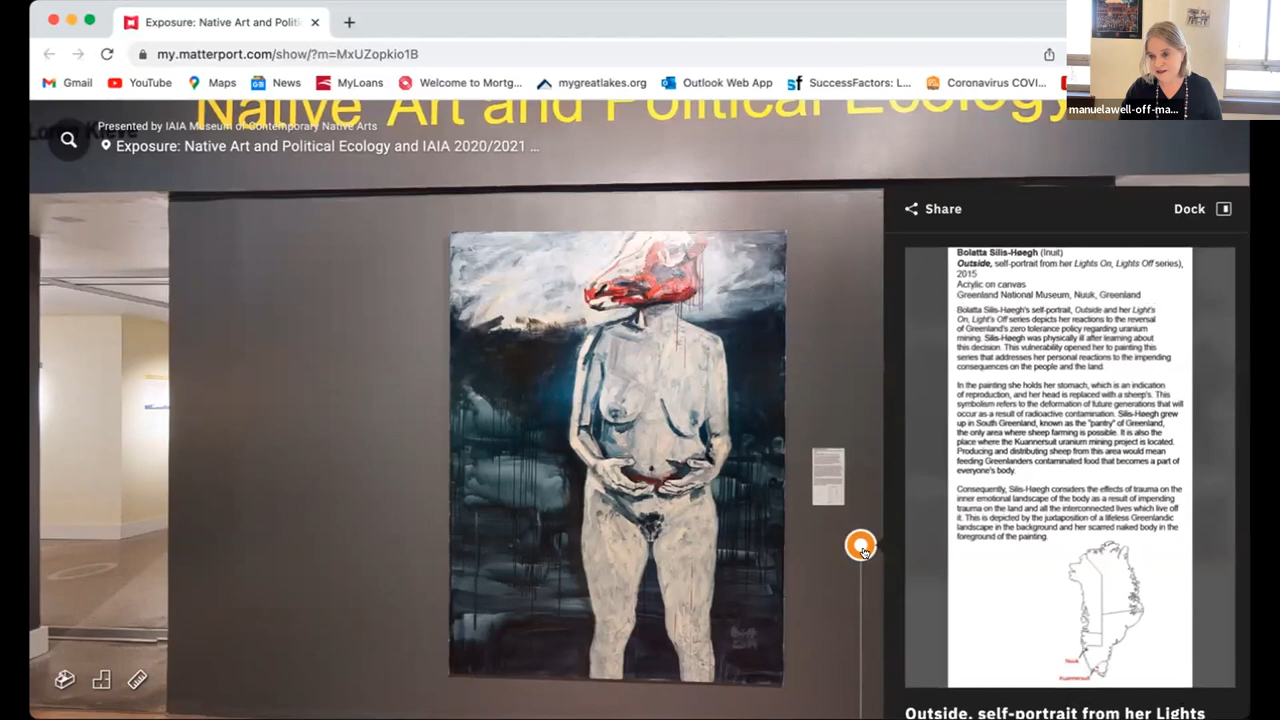 Exposure: Native Art and Politi
my.matterport.com/show/?m=MxUZopkio1B
Gmail
YouTube
Maps
News
MyLoans
Welcome to Mortg...
mygreatlakes.org
Outlook Web App
SuccessFactors: L...
Coronavirus COVI...
manuelawell-off-ma...
Native Art and Political Ecology
Presented by IAIA Museum of Contemporary Native Arts
Exposure: Native Art and Political Ecology and IAIA 2020/2021 ...
Share
Dock
Bolatta Silis-Høegh (Inuit)
Outside, self-portrait from her Lights On, Lights Off series),
2015
Acrylic on canvas
Greenland National Museum, Nuuk, Greenland
Bolatta Silis-Høegh's self-portrait, Outside and her Light's
On, Light's Off series depicts her reactions to the reversal
of Greenland's zero tolerance policy regarding uranium
mining. Silis-Høegh was physically ill after learning about
this decision. This vulnerability opened her to painting this
series that addresses her personal reactions to the impending
consequences on the people and the land.
In the painting she holds her stomach, which is an indication
of reproduction, and her head is replaced with a sheep's. This
symbolism refers to the deformation of future generations that will
occur as a result of radioactive contamination. Silis-Høegh grew
up in South Greenland, known as the "pantry" of Greenland,
the only area where sheep farming is possible. It is also the
place where the Kuannersuit uranium mining project is located.
Producing and distributing sheep from this area would mean
feeding Greenlanders contaminated food that becomes a part of
everyone's body.
Consequently, Silis-Høegh considers the effects of trauma on the
inner emotional landscape of the body as a result of impending
trauma on the land and all the interconnected lives which live off
it. This is depicted by the juxtaposition of a lifeless Greenlandic
landscape in the background and her scarred naked body in the
foreground of the painting.
Nuuk
Kuannersuit
Outside, self-portrait from her Lights